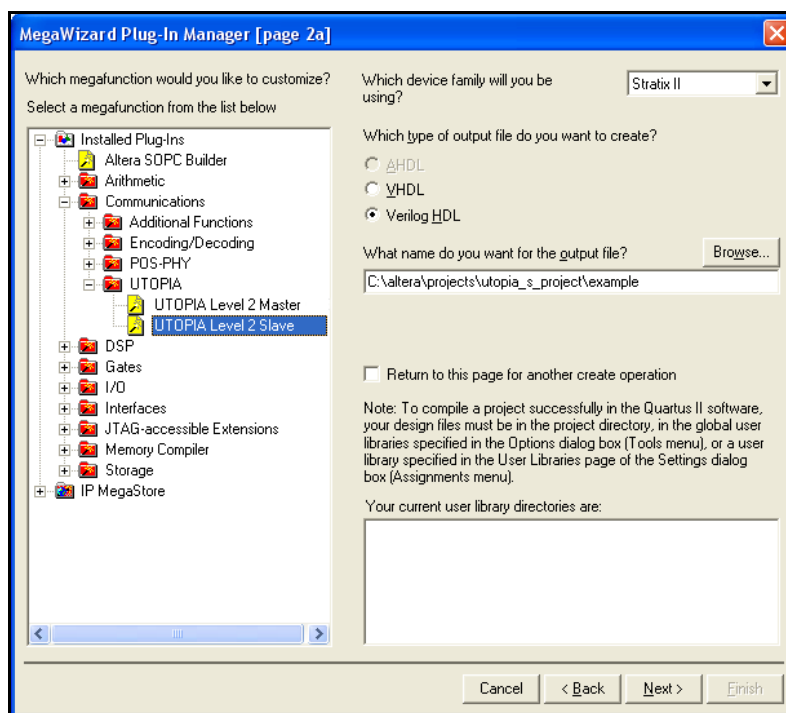 MegaWizard Plug-In Manager [page 2a]
Which megafunction would you like to customize?
Select a megafunction from the list below
Installed Plug-Ins
Altera SOPC Builder
Arithmetic
Communications
Additional Functions
Encoding/Decoding
POS-PHY
UTOPIA
UTOPIA Level 2 Master
UTOPIA Level 2 Slave
DSP
Gates
I/O
Interfaces
JTAG-accessible Extensions
Memory Compiler
Storage
IP MegaStore
Which device family will you be
using?
Stratix II
Which type of output file do you want to create?
AHDL
VHDL
Verilog HDL
What name do you want for the output file?
Browse...
C:\altera\projects\utopia_s_project\example
Return to this page for another create operation
Note: To compile a project successfully in the Quartus II software,
your design files must be in the project directory, in the global user
libraries specified in the Options dialog box (Tools menu), or a user
library specified in the User Libraries page of the Settings dialog
box (Assignments menu).
Your current user library directories are:
Cancel
< Back
Next >
Finish